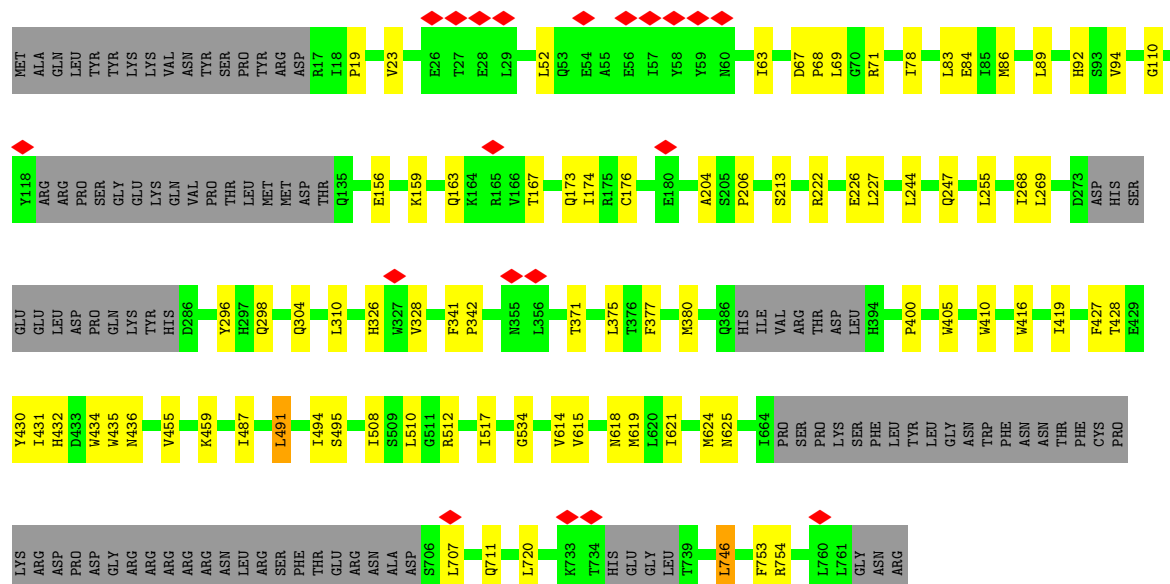 MET ALA GLN LEU TYR TYR LYS LYS VAL ASN TYR SER PRO TYR ARG ASP R17 I18 P19 V23 E26 T27 E28 L29 L52 Q53 E54 A55 E56 I57 Y58 Y59 N60 I63 D67 P68 L69 G70 R71 I78 L83 E84 I85 M86 L89 H92 S93 V94 G110
Y118 ARG ARG PRO SER GLY GLU LYS GLN VAL PRO THR LEU MET MET ASP THR Q135 E156 K159 Q163 K164 R165 V166 T167 Q173 I174 R175 C176 E180 A204 S205 P206 S213 R222 E226 L227 L244 Q247 L255 I268 L269 D273 ASP HIS SER
GLU GLU LEU ASP PRO GLN LYS TYR HIS D286 Y296 H297 Q298 Q304 L310 H326 W327 V328 F341 P342 N355 L356 T371 L375 T376 F377 M380 Q386 HIS ILE VAL ARG THR ASP LEU H394 P400 W405 W410 W416 I419 F427 T428 E429
Y430 I431 H432 D433 W434 W435 N436 V455 K459 I487 L491 I494 S495 I508 S509 L510 G511 R512 I517 G534 V614 V615 N618 M619 L620 I621 M624 N625 I664 PRO SER PRO LYS SER PHE LEU TYR LEU GLY ASN TRP PHE ASN ASN THR PHE CYS PRO
LYS ARG ASP PRO ASP GLY ARG ARG ARG ARG ARG ASN LEU ARG SER PHE THR GLU ARG ASN ALA ASP S706 L707 Q711 L720 K733 T734 HIS GLU GLY LEU T739 L746 F753 R754 L760 L761 GLY ASN ARG